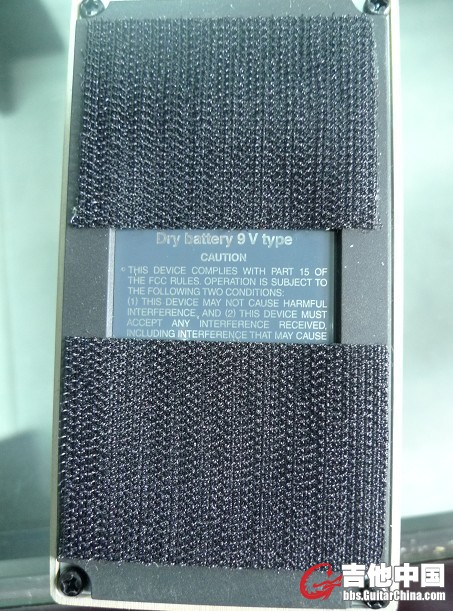 Dry battery 9 V type
CAUTION
* THIS DEVICE COMPLIES WITH PART 15 OF
THE FCC RULES. OPERATION IS SUBJECT TO
THE FOLLOWING TWO CONDITIONS:
(1) THIS DEVICE MAY NOT CAUSE HARMFUL
INTERFERENCE, AND (2) THIS DEVICE MUST
ACCEPT ANY INTERFERENCE RECEIVED,
INCLUDING INTERFERENCE THAT MAY CAUSE
吉他中国
bbs.GuitarChina.com